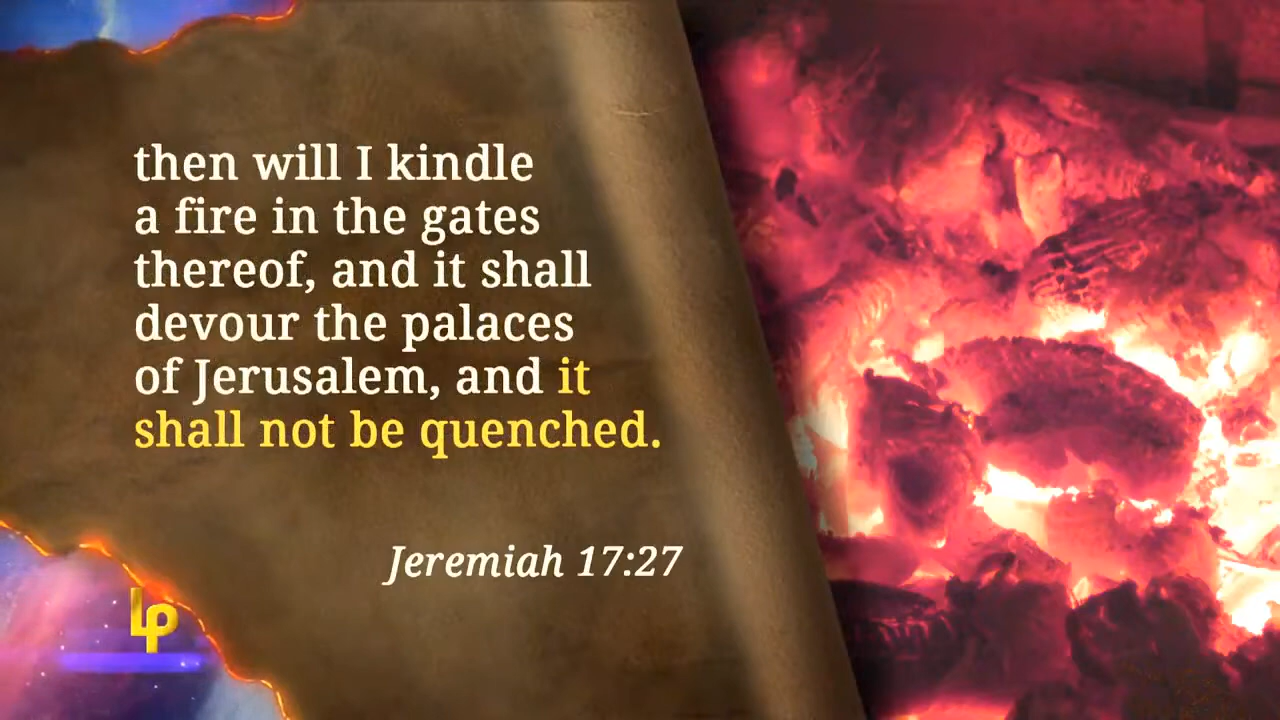 then will I kindle
a fire in the gates
thereof, and it shall
devour the palaces
of Jerusalem, and it
shall not be quenched.
Jeremiah 17:27
LP